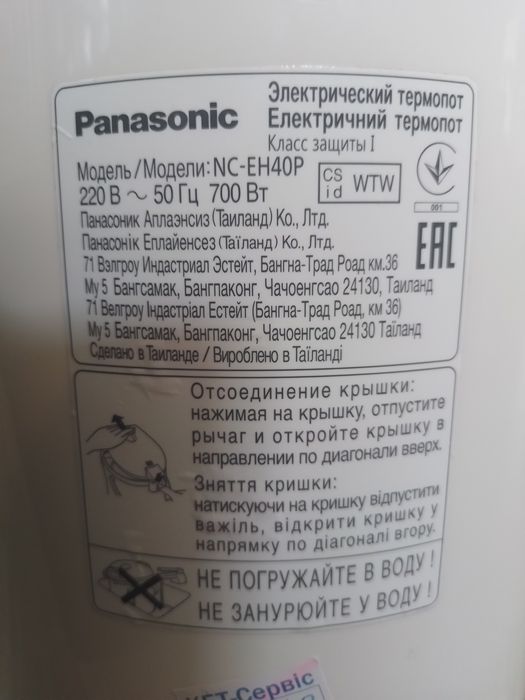 Panasonic
Электрический термопот
Електричний термопот
Класс защиты I
Модель/Модели: NC-EH40P
220 В ~ 50 Гц 700 Вт
CS
id
WTW
001
EAC
Панасоник Аплаэнсиз (Таиланд) Ко., Лтд.
Панасонік Еплайенсез (Таїланд) Ко., Лтд.
71 Вэлгроу Индастриал Эстейт, Бангна-Трад Роад км.36
Му 5 Бангсамак, Бангпаконг, Чачоенгсао 24130, Таиланд
71 Велгроу Індастріал Естейт (Бангна-Трад Роад, км 36)
Му 5 Бангсамак, Бангпаконг, Чачоенгсао 24130 Таїланд
Сделано в Таиланде / Вироблено в Таїланді
Отсоединение крышки:
нажимая на крышку, отпустите
рычаг и откройте крышку в
направлении по диагонали вверх.
Зняття кришки:
натискуючи на кришку відпустити
важіль, відкрити кришку у
напрямку по діагоналі вгору.
НЕ ПОГРУЖАЙТЕ В ВОДУ !
НЕ ЗАНУРЮЙТЕ У ВОДУ !
Сервіс